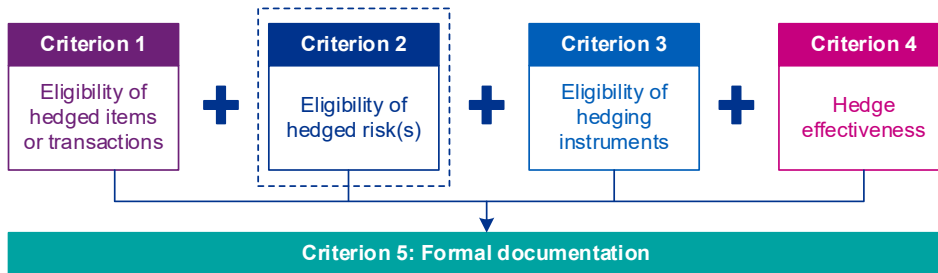 Criterion 1
Eligibility of
hedged items
or transactions
Criterion 2
Eligibility of
hedged risk(s)
Criterion 3
Eligibility of
hedging
instruments
Criterion 4
Hedge
effectiveness
Criterion 5: Formal documentation